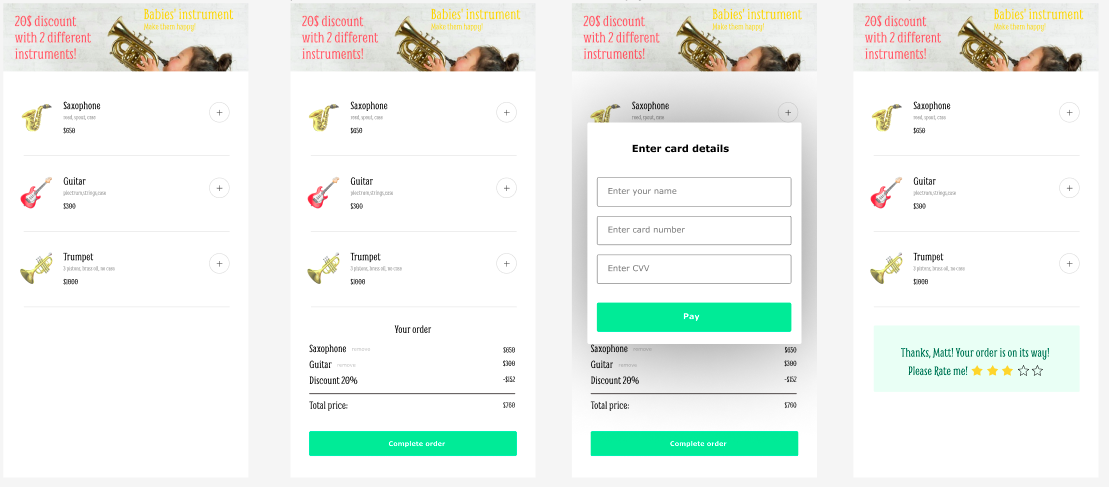 20$ discount
with 2 different
instruments!
Babies' instrument
Make them happy!
Saxophone
reed, spout, case
$650
+
Guitar
plectrum,strings,case
$300
+
Trumpet
3 pistons, brass oil, no case
$1000
+
20$ discount
with 2 different
instruments!
Babies' instrument
Make them happy!
Saxophone
reed, spout, case
$650
+
Guitar
plectrum,strings,case
$300
+
Trumpet
3 pistons, brass oil, no case
$1000
+
Your order
Saxophone remove $650
Guitar remove $300
Discount 20% -$152
Total price: $760
Complete order
20$ discount
with 2 different
instruments!
Babies' instrument
Make them happy!
Saxophone
reed, spout, case
+
Enter card details
Enter your name
Enter card number
Enter CVV
Pay
Saxophone remove $650
Guitar remove $300
Discount 20% -$152
Total price: $760
Complete order
20$ discount
with 2 different
instruments!
Babies' instrument
Make them happy!
Saxophone
reed, spout, case
$650
+
Guitar
plectrum,strings,case
$300
+
Trumpet
3 pistons, brass oil, no case
$1000
+
Thanks, Matt! Your order is on its way!
Please Rate me!